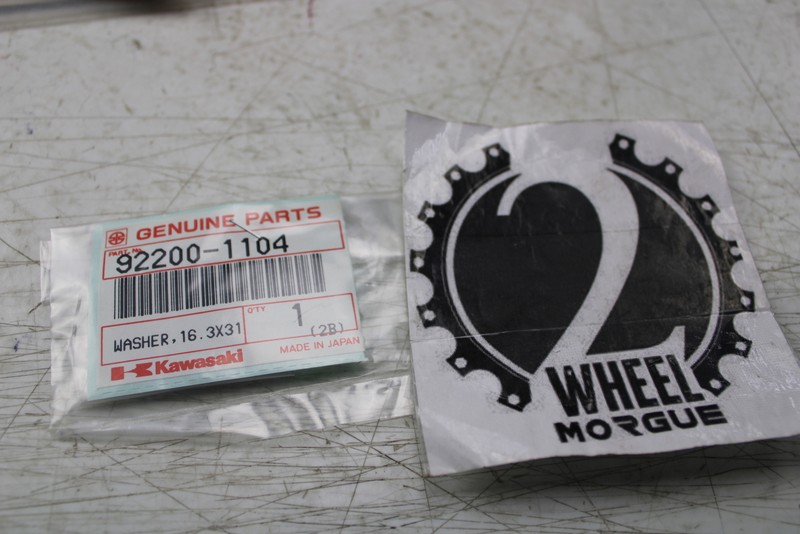 GENUINE PARTS
PART No.
92200-1104
WASHER,16.3X31
Q'TY
1
(2B)
Kawasaki
MADE IN JAPAN
2
WHEEL
MORGUE